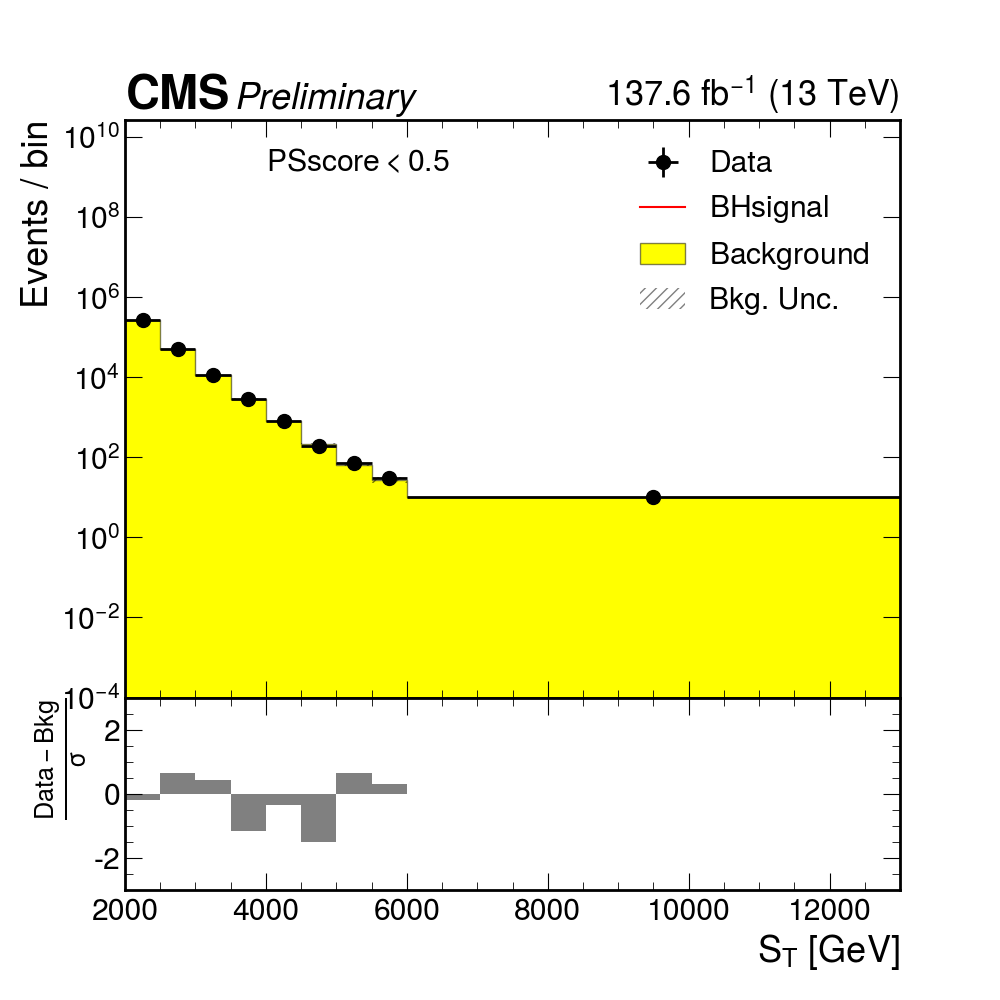 CMS Preliminary 137.6 fb⁻¹ (13 TeV)
Events / bin
PSscore < 0.5
Data
BHsignal
Background
Bkg. Unc.
10¹⁰
10⁸
10⁶
10⁴
10²
10⁰
10⁻²
10⁻⁴
Data – Bkg
σ
2
0
-2
2000 4000 6000 8000 10000 12000
S_T [GeV]